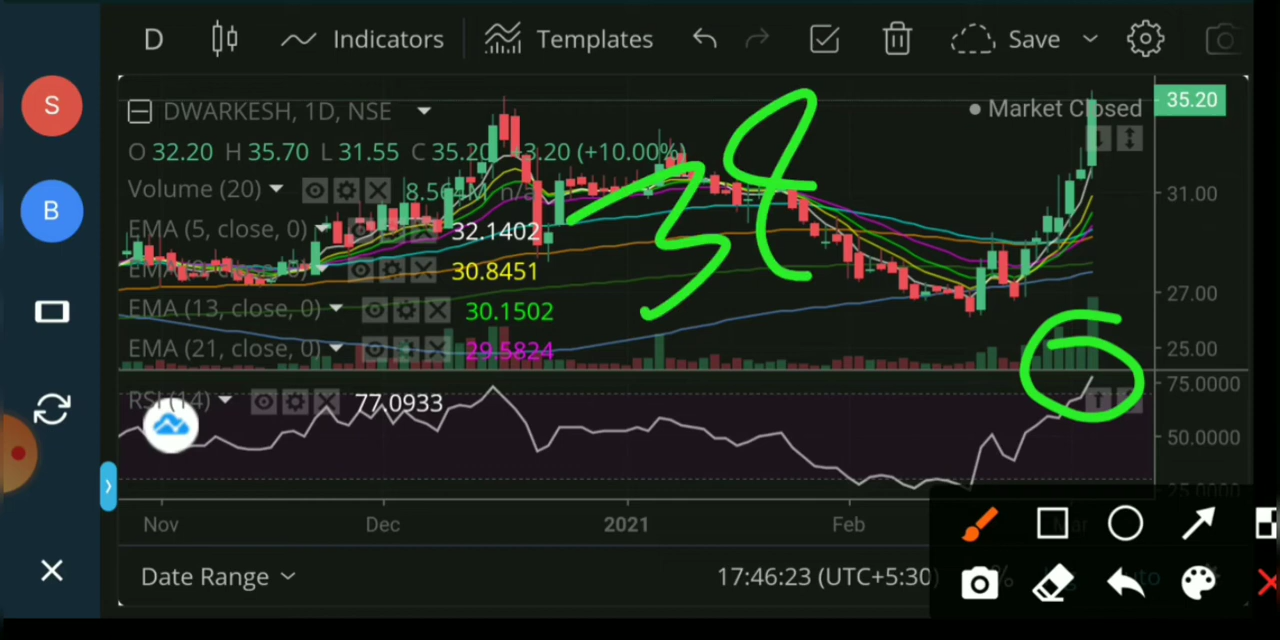 D Indicators Templates Save
S
DWARKESH, 1D, NSE Market Closed 35.20
O 32.20 H 35.70 L 31.55 C 35.20 +3.20 (+10.00%)
Volume (20) 8.564M n/a
31.00
B
EMA (5, close, 0) 32.1402
30.8451
27.00
EMA (13, close, 0) 30.1502
EMA (21, close, 0) 29.5824
25.00
38
75.0000
RSI (14) 77.0933
50.0000
25.0000
Nov Dec 2021 Feb Mar
Date Range 17:46:23 (UTC+5:30)